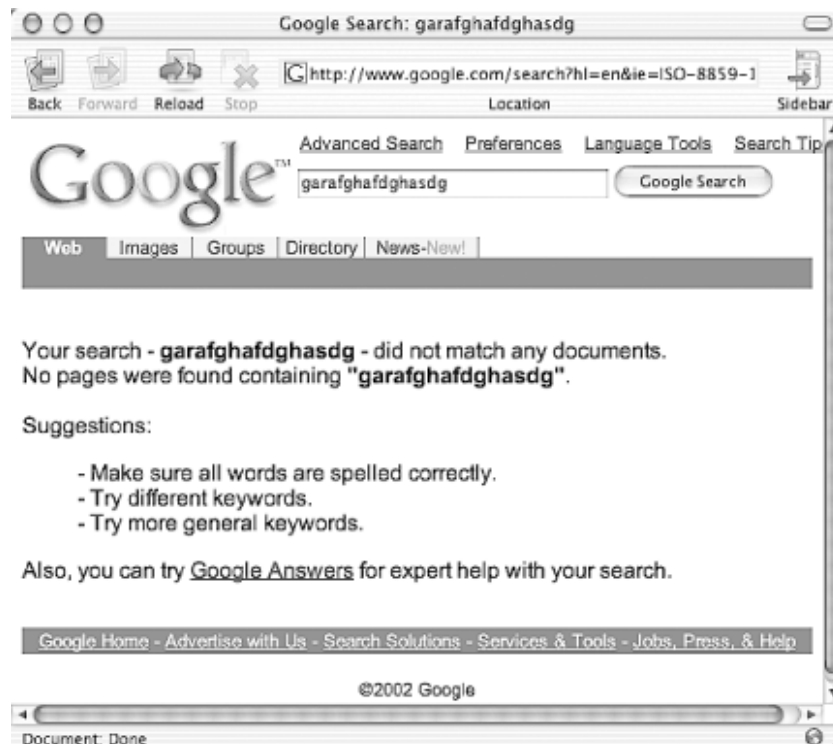 Google Search: garafghafdghasdg
http://www.google.com/search?hl=en&ie=ISO-8859-1
Back Forward Reload Stop Location Sidebar
Advanced Search Preferences Language Tools Search Tip
Google™ garafghafdghasdg Google Search
Web Images Groups Directory News-New!
Your search - garafghafdghasdg - did not match any documents.
No pages were found containing "garafghafdghasdg".
Suggestions:
- Make sure all words are spelled correctly.
- Try different keywords.
- Try more general keywords.
Also, you can try Google Answers for expert help with your search.
Google Home - Advertise with Us - Search Solutions - Services & Tools - Jobs, Press, & Help
©2002 Google
Document: Done